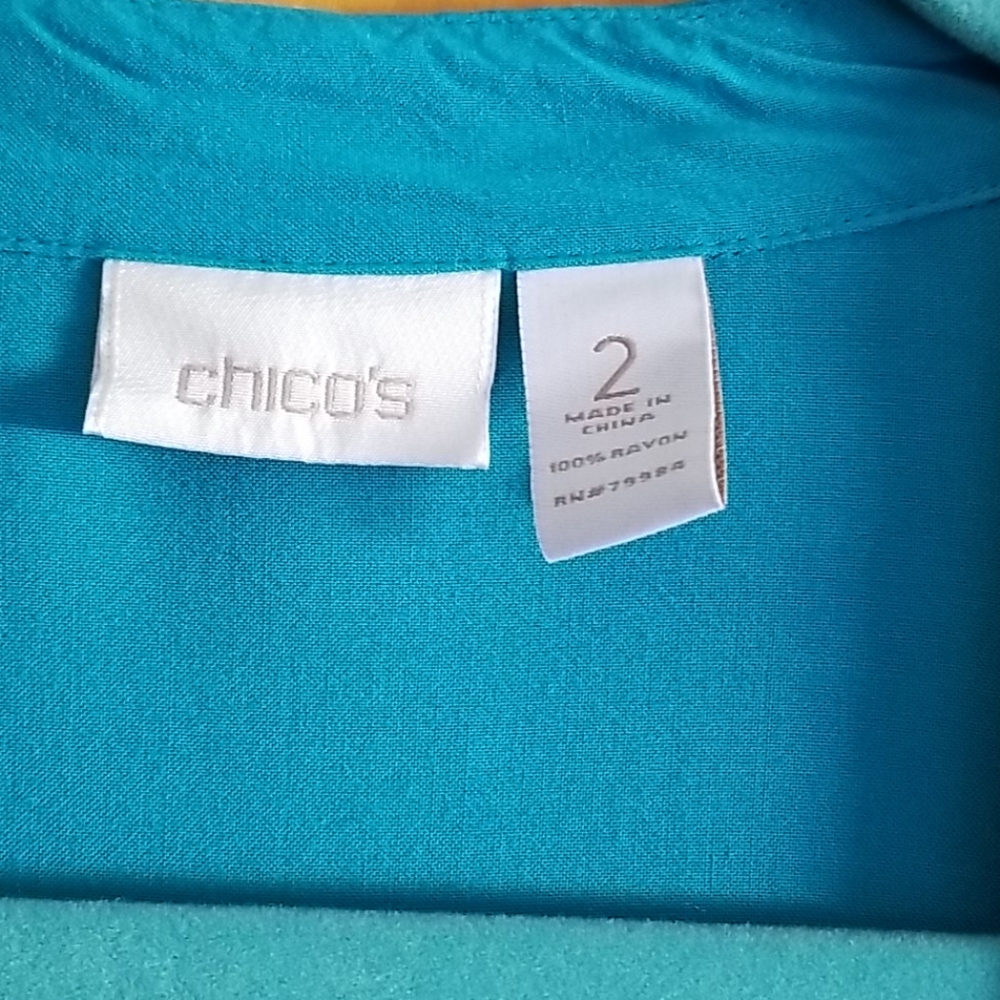 chico's
2
MADE IN
CHINA
100% RAYON
RN#79984